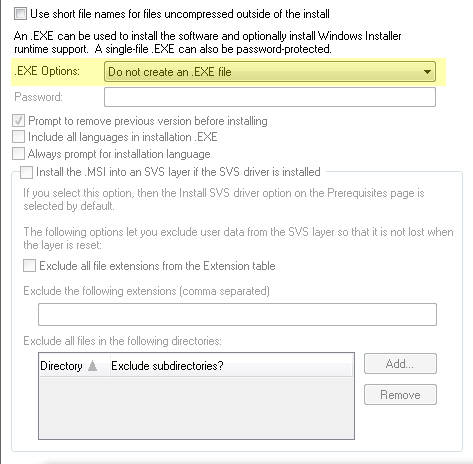 Use short file names for files uncompressed outside of the install
An .EXE can be used to install the software and optionally install Windows Installer
runtime support. A single-file .EXE can also be password-protected.
.EXE Options: Do not create an .EXE file
Password:
Prompt to remove previous version before installing
Include all languages in installation .EXE
Always prompt for installation language
Install the .MSI into an SVS layer if the SVS driver is installed
If you select this option, then the Install SVS driver option on the Prerequisites page is
selected by default.
The following options let you exclude user data from the SVS layer so that it is not lost when
the layer is reset:
Exclude all file extensions from the Extension table
Exclude the following extensions (comma separated)
Exclude all files in the following directories:
Directory Exclude subdirectories? Add...
Remove